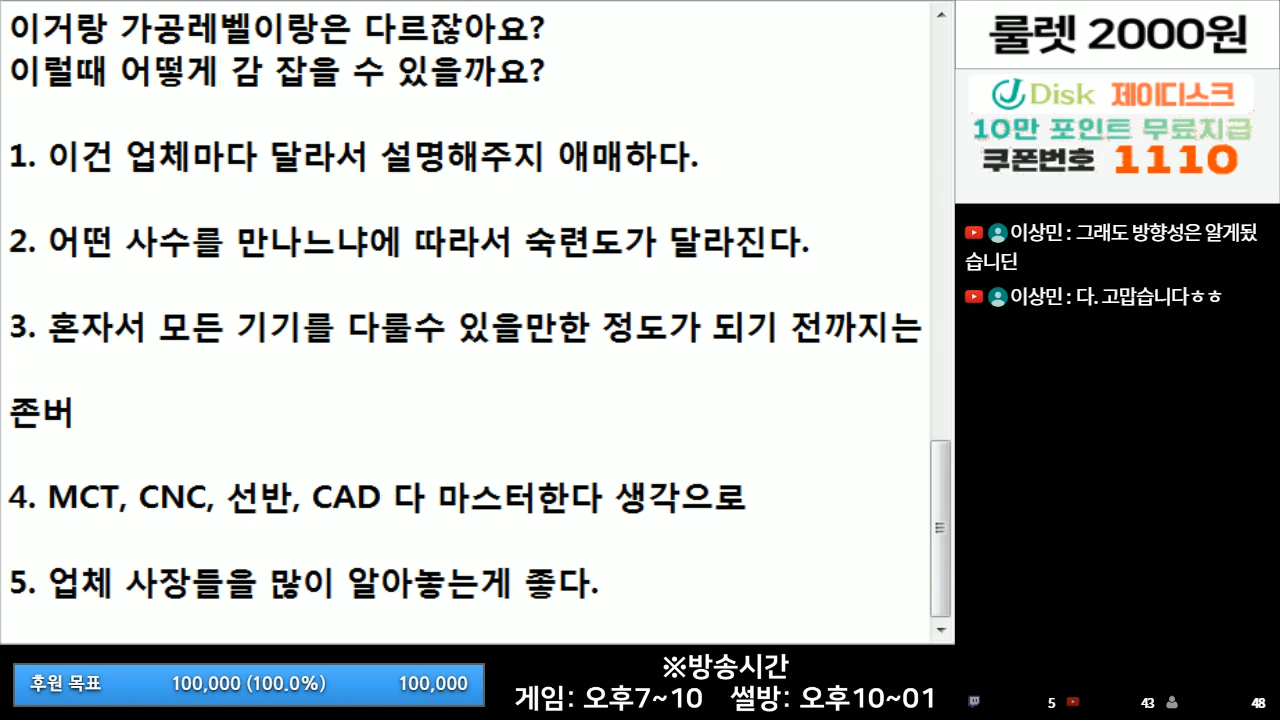 이거랑 가공레벨이랑은 다르잖아요?
이럴때 어떻게 감 잡을 수 있을까요?
1. 이건 업체마다 달라서 설명해주지 애매하다.
2. 어떤 사수를 만나느냐에 따라서 숙련도가 달라진다.
3. 혼자서 모든 기기를 다룰수 있을만한 정도가 되기 전까지는
존버
4. MCT, CNC, 선반, CAD 다 마스터한다 생각으로
5. 업체 사장들을 많이 알아놓는게 좋다.
룰렛 2000원
J Disk 제이디스크
10만 포인트 무료지급
쿠폰번호 1110
이상민 : 그래도 방향성은 알게됬
습니딘
이상민 : 다. 고맙습니다ㅎㅎ
후원 목표 100,000 (100.0%) 100,000
※방송시간
게임: 오후7~10 썰방: 오후10~01
5 43 48